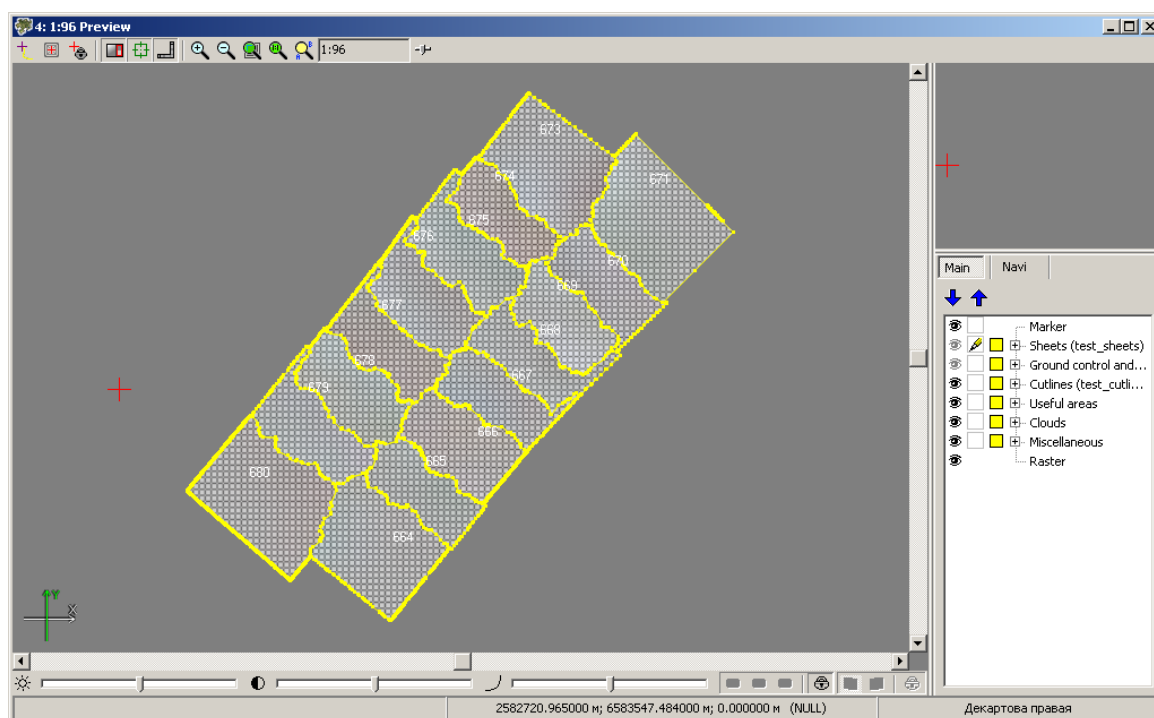 4: 1:96 Preview
1:96
673
671
674
675
676
670
669
677
668
678
667
679
666
665
680
664
Y
X
Main
Navi
Marker
Sheets (test_sheets)
Ground control and...
Cutlines (test_cutli...
Useful areas
Clouds
Miscellaneous
Raster
2582720.965000 м; 6583547.484000 м; 0.000000 м (NULL)
Декартова правая